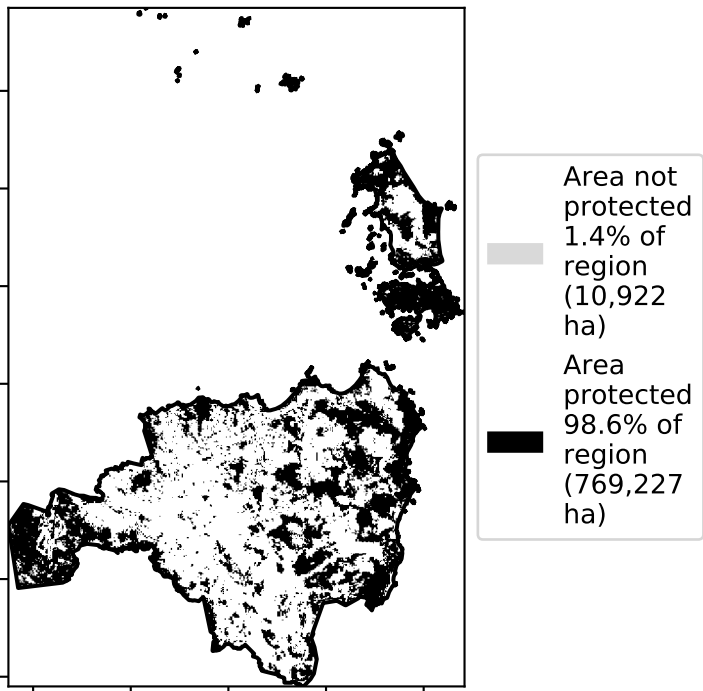 Area not
protected
1.4% of
region
(10,922
ha)
Area
protected
98.6% of
region
(769,227
ha)